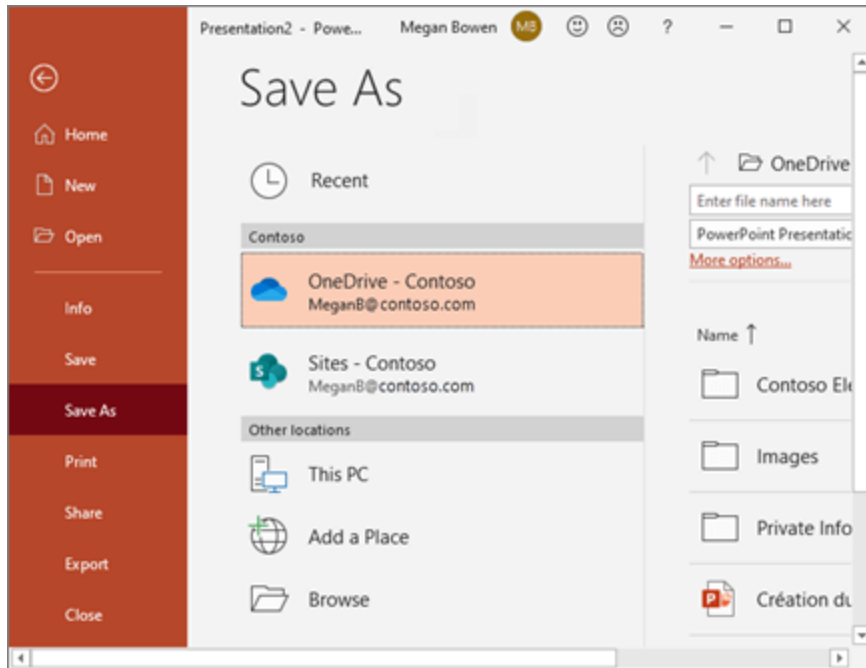 Presentation2 - Powe...
Megan Bowen
MB
?
Home
New
Open
Info
Save
Save As
Print
Share
Export
Close
Save As
Recent
Contoso
OneDrive - Contoso
MeganB@contoso.com
S
Sites - Contoso
MeganB@contoso.com
Other locations
This PC
Add a Place
Browse
OneDrive
Enter file name here
PowerPoint Presentatic
More options...
Name
Contoso Ele
Images
Private Info
P
Création du